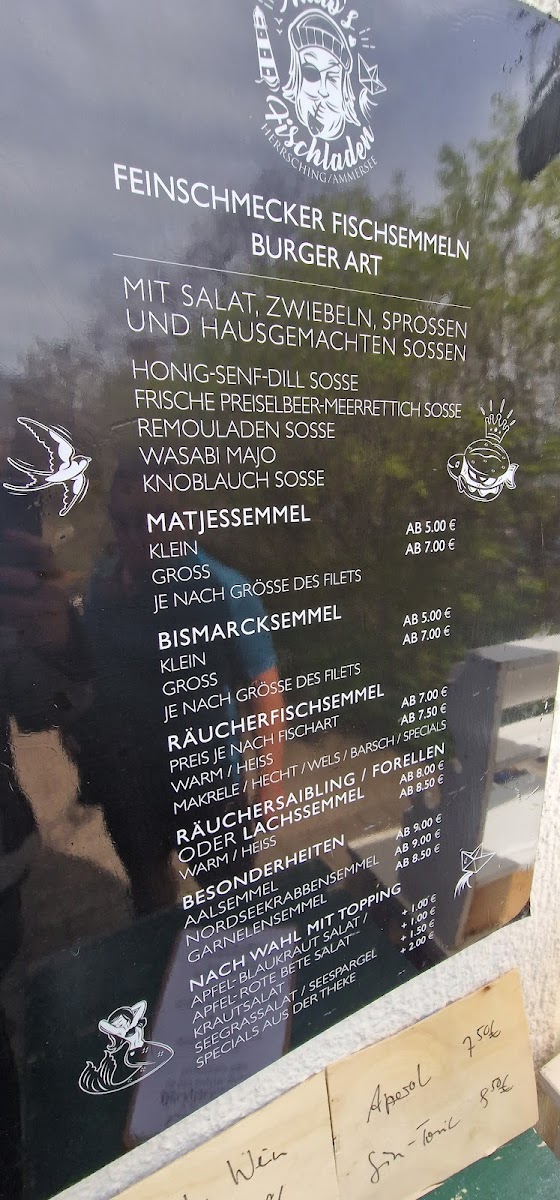 Fischladen
HERRSCHING/AMMERSEE
FEINSCHMECKER FISCHSEMMELN
BURGER ART
MIT SALAT, ZWIEBELN, SPROSSEN
UND HAUSGEMACHTEN SOSSEN
HONIG-SENF-DILL SOSSE
FRISCHE PREISELBEER-MEERRETTICH SOSSE
REMOULADEN SOSSE
WASABI MAJO
KNOBLAUCH SOSSE
MATJESSEMMEL
KLEIN AB 5.00 €
GROSS AB 7.00 €
JE NACH GRÖSSE DES FILETS
BISMARCKSEMMEL
KLEIN AB 5.00 €
GROSS AB 7.00 €
JE NACH GRÖSSE DES FILETS
RÄUCHERFISCHSEMMEL
PREIS JE NACH FISCHART AB 7.00 €
WARM / HEISS AB 7.50 €
MAKRELE / HECHT / WELS / BARSCH / SPECIALS
RÄUCHERSAIBLING / FORELLEN
ODER LACHSSEMMEL AB 8.00 €
WARM / HEISS AB 8.50 €
BESONDERHEITEN
AALSEMMEL AB 9.00 €
NORDSEEKRABBENSEMMEL AB 9.00 €
GARNELENSEMMEL AB 8.50 €
NACH WAHL MIT TOPPING
APFEL-BLAUKRAUT SALAT /
APFEL-ROTE BETE SALAT + 1.00 €
KRAUTSALAT + 1.00 €
SEEGRASSALAT / SEESPARGEL + 1.50 €
SPECIALS AUS DER THEKE + 2.00 €
Aperol 7,50€
Gin-Tonic 8,50€
Wein